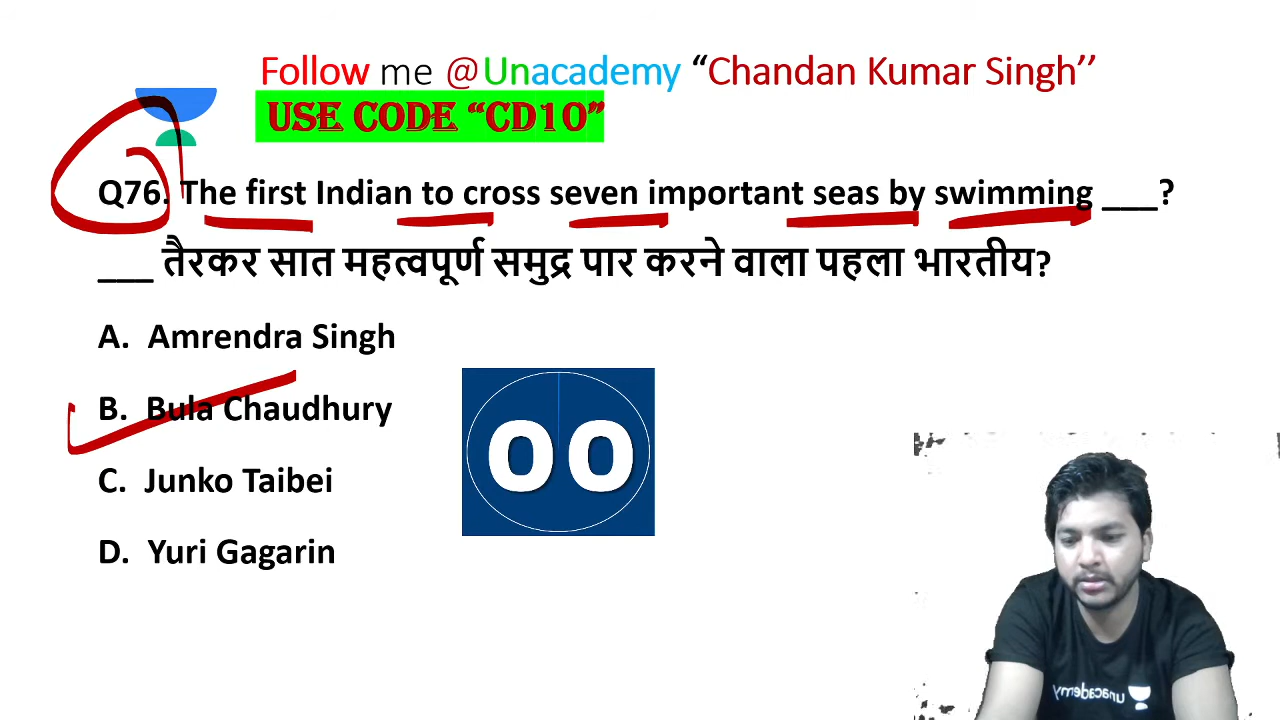 Follow me @Unacademy “Chandan Kumar Singh’’
USE CODE “CD10”
Q76. The first Indian to cross seven important seas by swimming ___?
___ तैरकर सात महत्वपूर्ण समुद्र पार करने वाला पहला भारतीय?
A. Amrendra Singh
B. Bula Chaudhury
C. Junko Taibei
D. Yuri Gagarin
00
unacademy